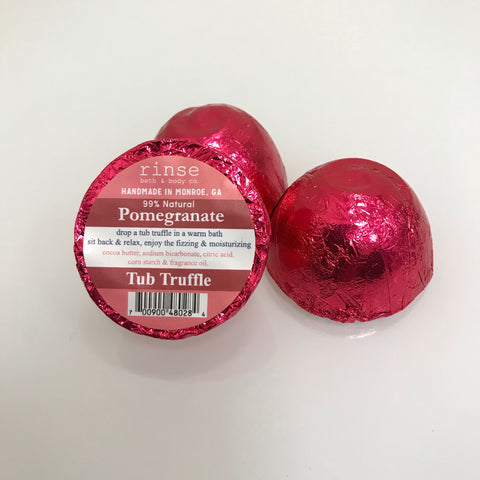 rinse
bath & body co.
HANDMADE IN MONROE, GA
99% Natural
Pomegranate
drop a tub truffle in a warm bath
sit back & relax, enjoy the fizzing & moisturizing
cocoa butter, sodium bicarbonate, citric acid,
corn starch & fragrance oil.
Tub Truffle
7 00900 48028 4